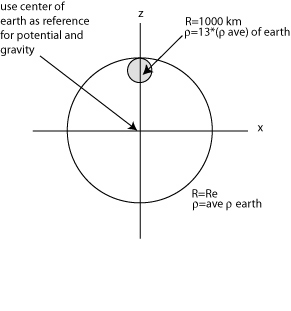 use center of
earth as reference
for potential and
gravity
z
R=1000 km
ρ=13*(ρ ave) of earth
x
R=Re
ρ=ave ρ earth